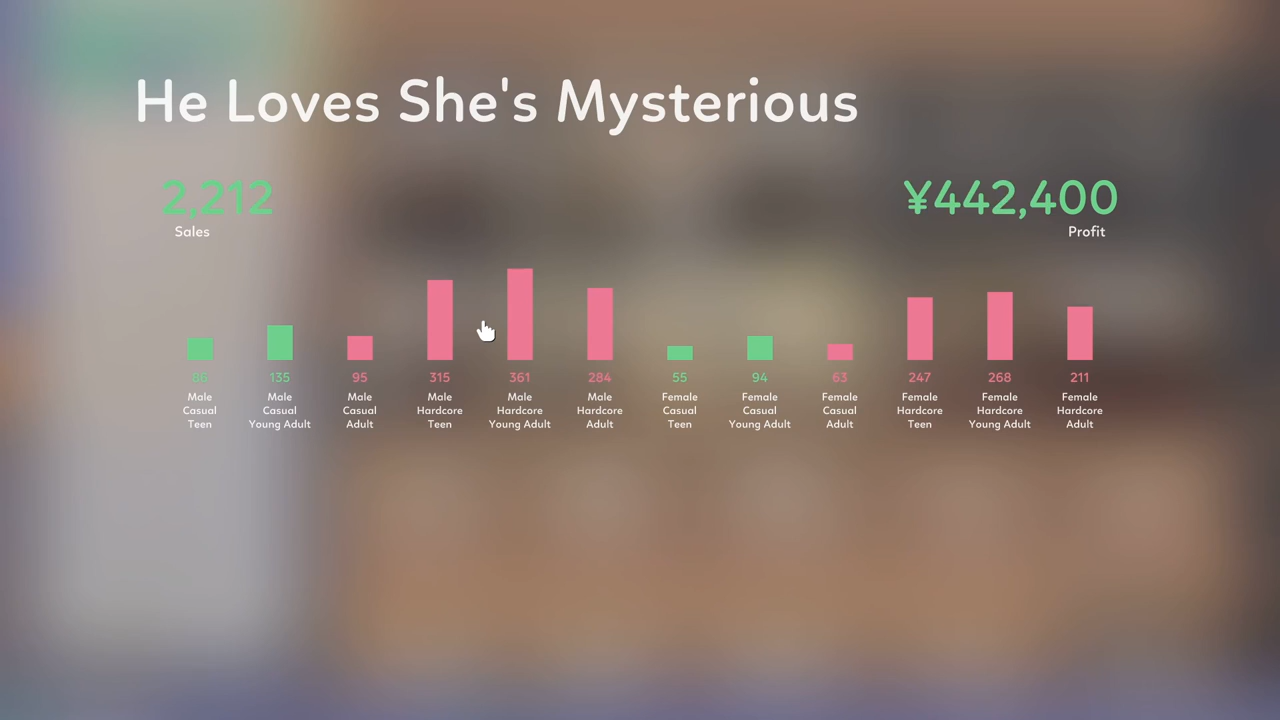 He Loves She's Mysterious
2,212
¥442,400
Sales
Profit
86 135 95 315 361 284 55 94 63 247 268 211
Male Male Male Male Male Male Female Female Female Female Female Female
Casual Casual Casual Hardcore Hardcore Hardcore Casual Casual Casual Hardcore Hardcore Hardcore
Teen Young Adult Adult Teen Young Adult Adult Teen Young Adult Adult Teen Young Adult Adult